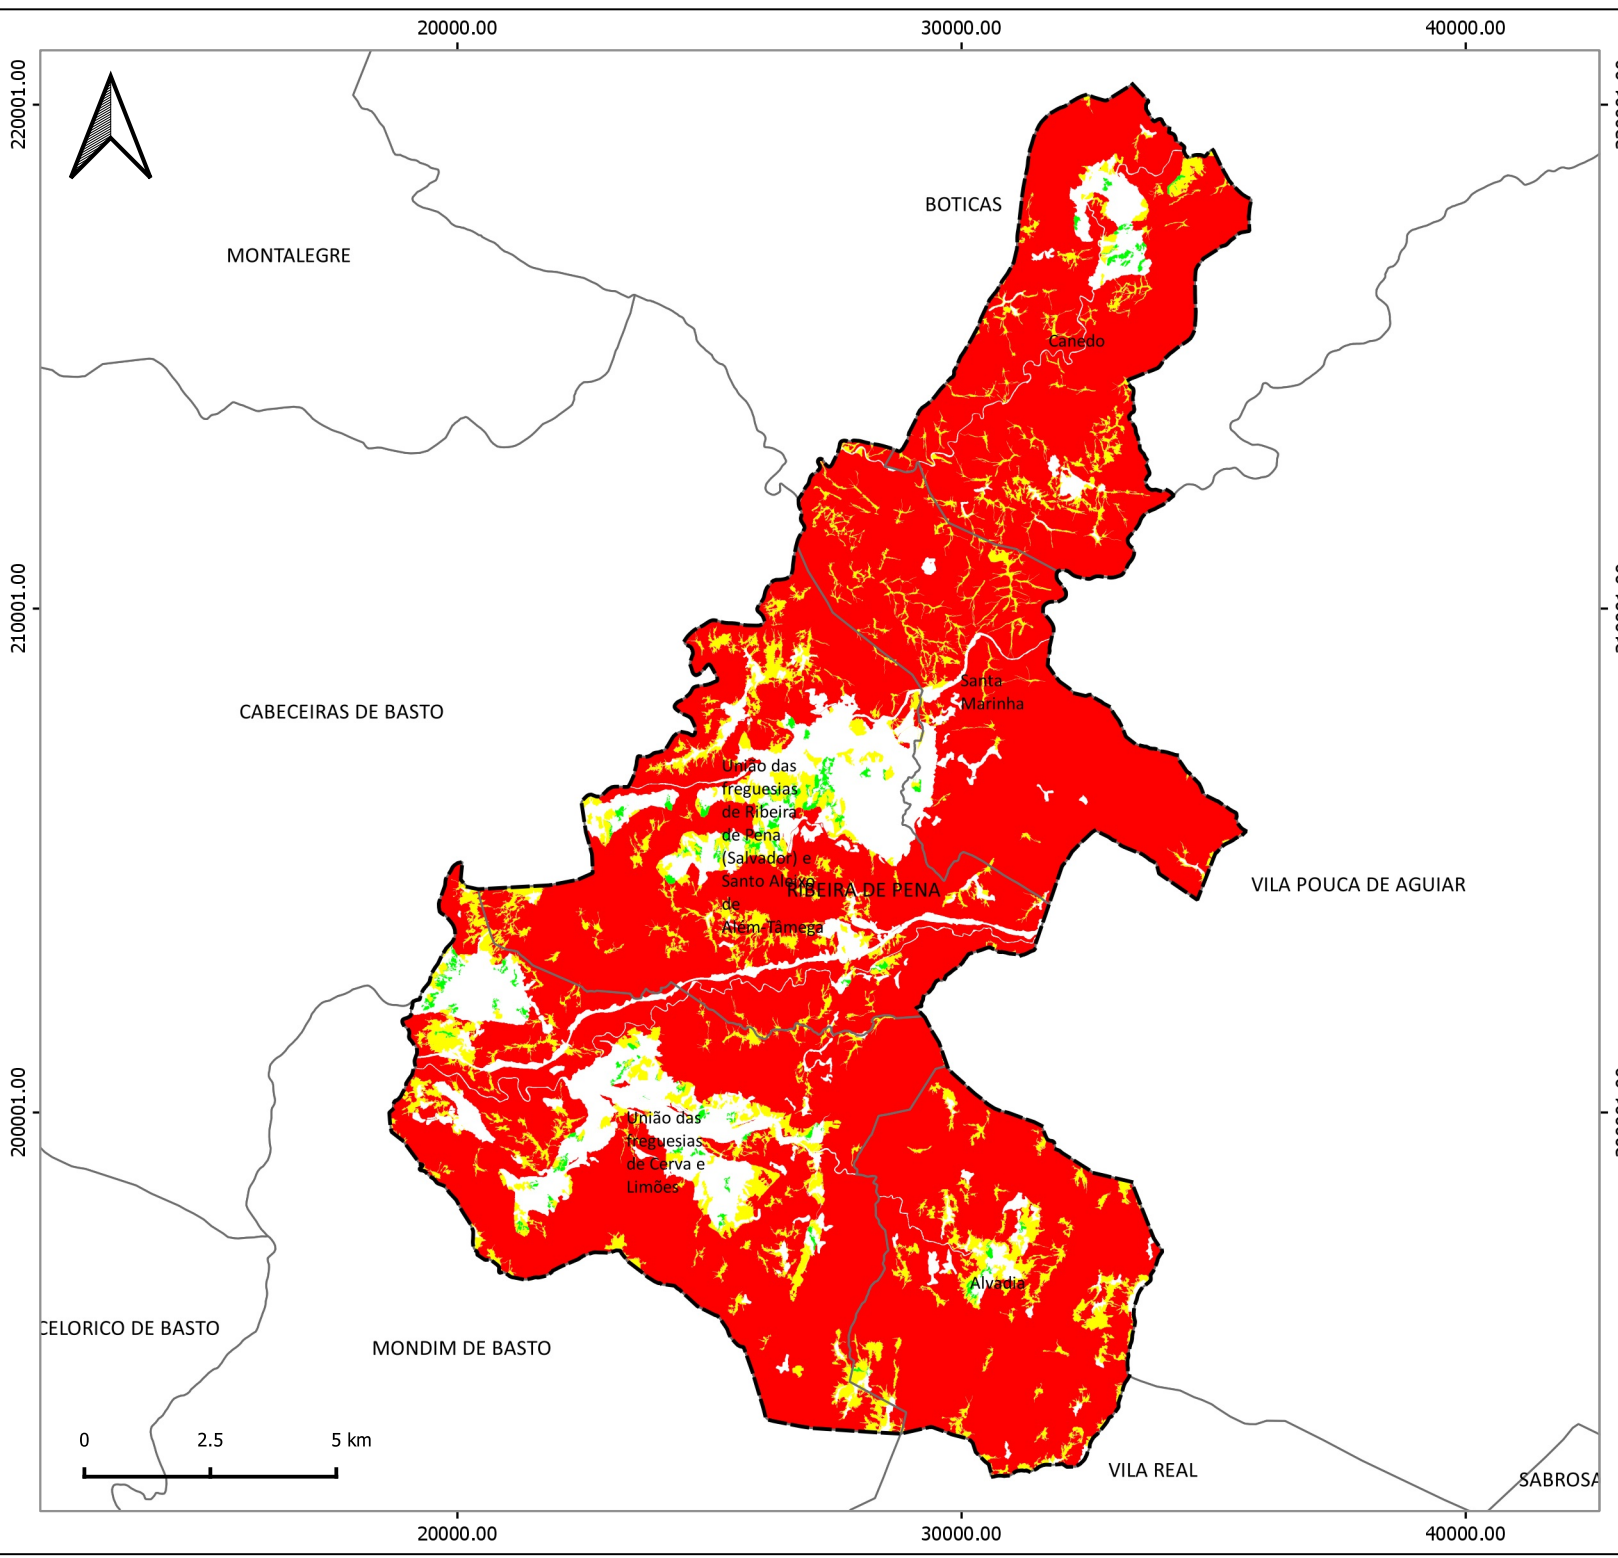 20000.00 30000.00 40000.00
220001.00
BOTICAS
MONTALEGRE
Canedo
210001.00
Santa
Marinha
CABECEIRAS DE BASTO
União das
freguesias
de Ribeira
de Pena
(Salvador) e
Santo Aleixo
de
Além-Tâmega
RIBEIRA DE PENA
VILA POUCA DE AGUIAR
200001.00
União das
freguesias
de Cerva e
Limões
Alvadia
CELORICO DE BASTO
MONDIM DE BASTO
0 2.5 5 km
VILA REAL
SABROSA
20000.00 30000.00 40000.00